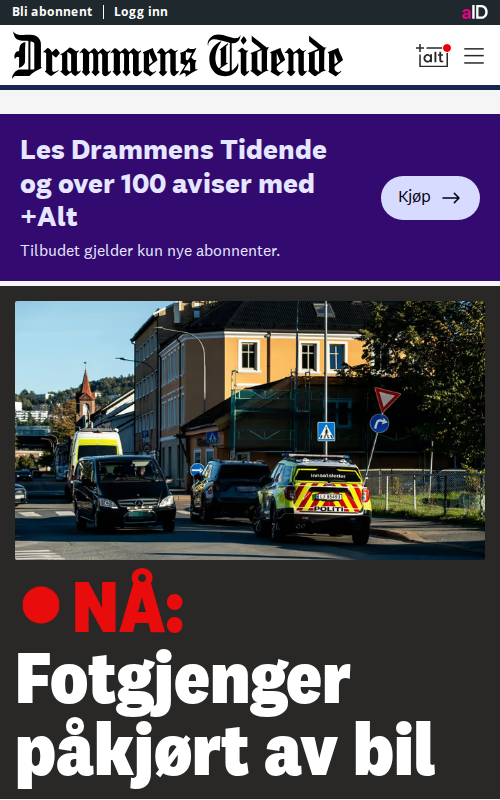 Bli abonnent | Logg inn
aID
Drammens Tidende
+alt
Les Drammens Tidende
og over 100 aviser med
+Alt
Kjøp →
Tilbudet gjelder kun nye abonnenter.
innsatsleder
POLITI
NÅ:
Fotgjenger
påkjørt av bil